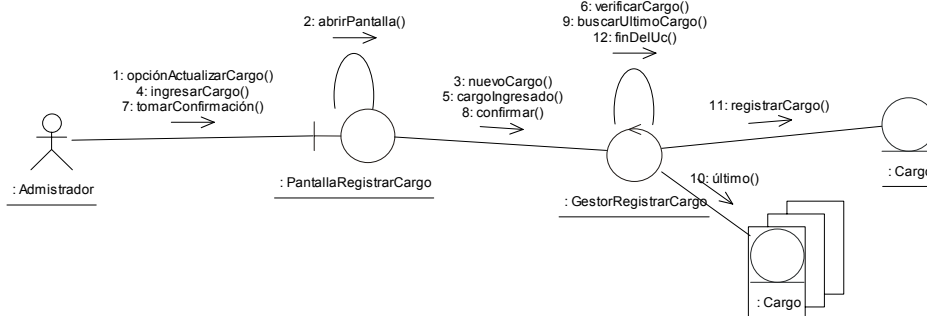 6: verificarCargo()
9: buscarUltimoCargo()
12: finDelUc()
2: abrirPantalla()
1: opciónActualizarCargo()
4: ingresarCargo()
7: tomarConfirmación()
3: nuevoCargo()
5: cargoIngresado()
8: confirmar()
11: registrarCargo()
: Admistrador
: PantallaRegistrarCargo
: GestorRegistrarCargo
10: último()
: Cargo
: Cargo